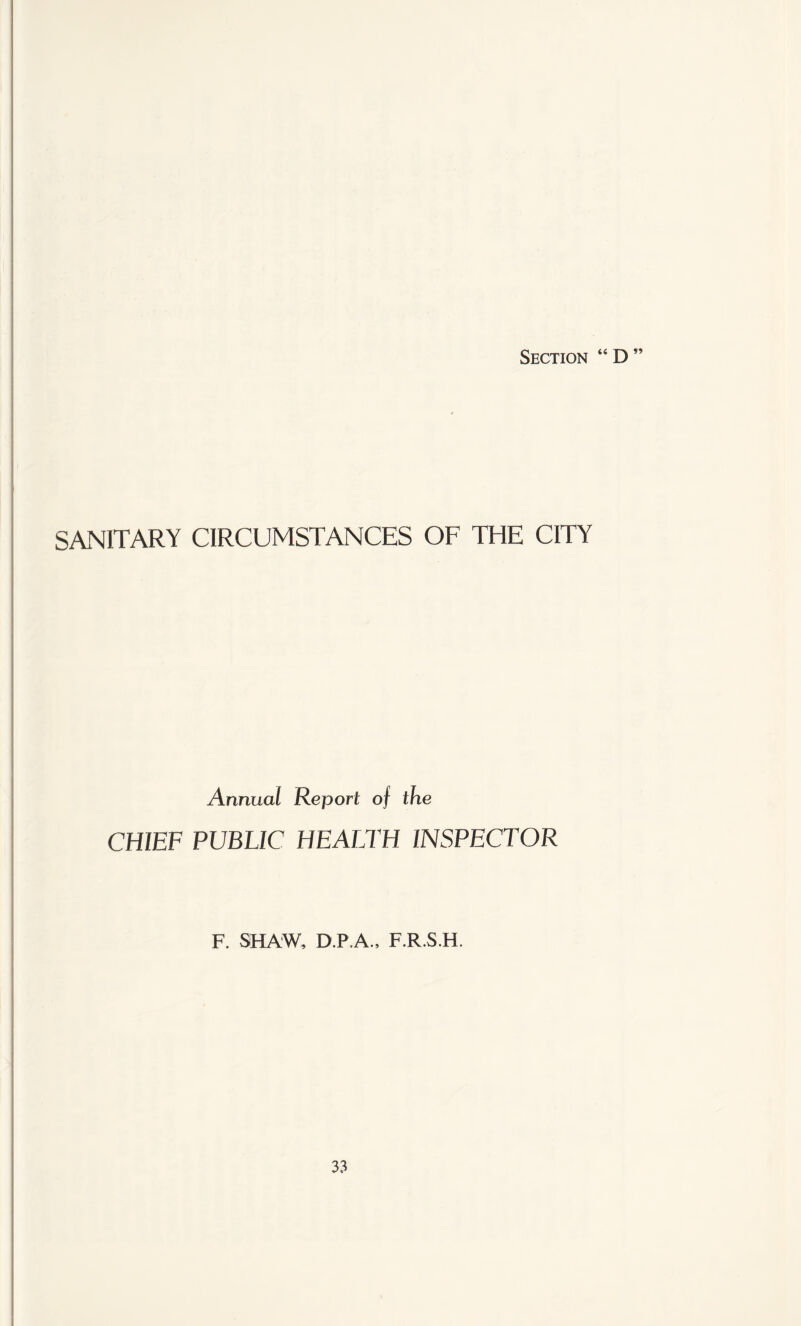 SECTION “ D ”
SANITARY CIRCUMSTANCES OF THE CITY
Annual Report of the
CHIEF PUBLIC HEALTH INSPECTOR
F. SHAW, D.P.A., F.R.S.H.
33